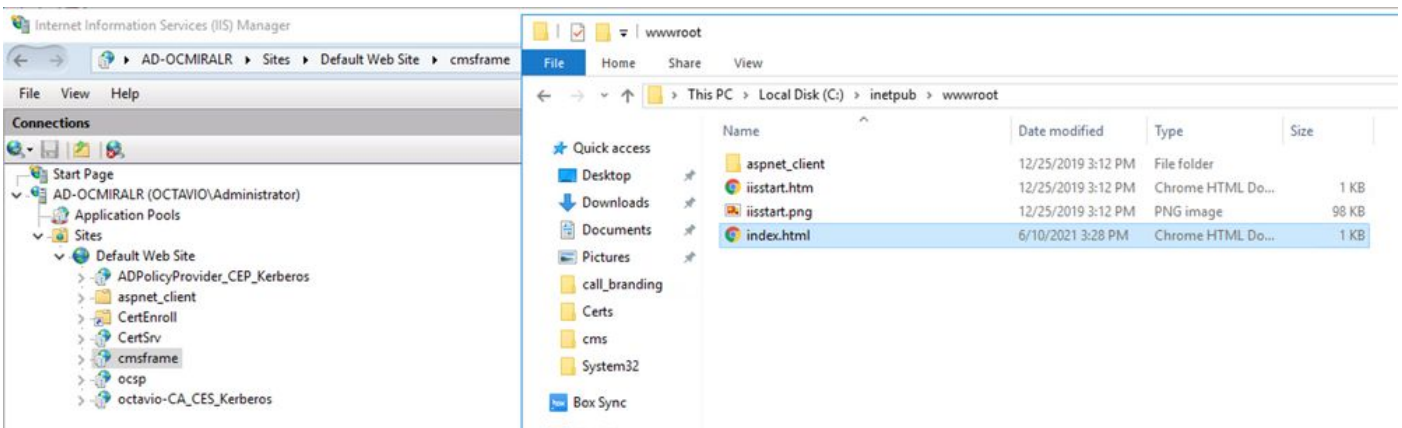 Internet Information Services (IIS) Manager
AD-OCMIRALR Sites Default Web Site cmsframe
File View Help
Connections
Start Page
AD-OCMIRALR (OCTAVIO\Administrator)
Application Pools
Sites
Default Web Site
ADPolicyProvider_CEP_Kerberos
aspnet_client
CertEnroll
CertSrv
cmsframe
ocsp
octavio-CA_CES_Kerberos
wwwroot
File Home Share View
This PC Local Disk (C:) inetpub wwwroot
Quick access
Desktop
Downloads
Documents
Pictures
call_branding
Certs
cms
System32
Box Sync
Name Date modified Type Size
aspnet_client 12/25/2019 3:12 PM File folder
iisstart.htm 12/25/2019 3:12 PM Chrome HTML Do... 1 KB
iisstart.png 12/25/2019 3:12 PM PNG image 98 KB
index.html 6/10/2021 3:28 PM Chrome HTML Do... 1 KB